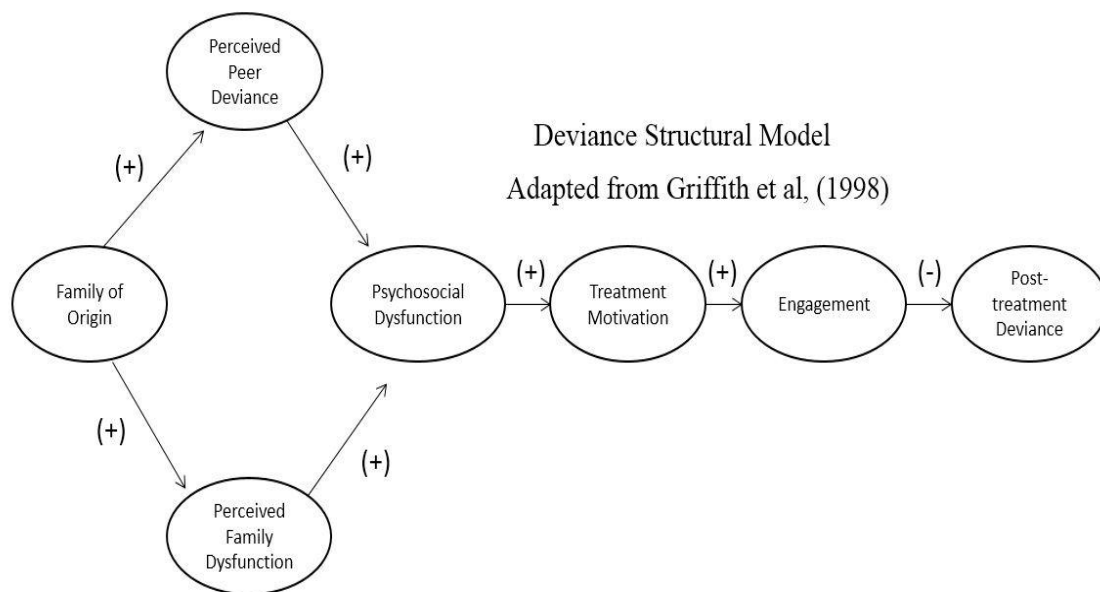 Perceived
Peer
Deviance
Deviance Structural Model
(+)
(+)
Adapted from Griffith et al, (1998)
Family of
Origin
Psychosocial
Dysfunction
(+)
Treatment
Motivation
(+)
Engagement
(-)
Post-
treatment
Deviance
(+)
(+)
Perceived
Family
Dysfunction